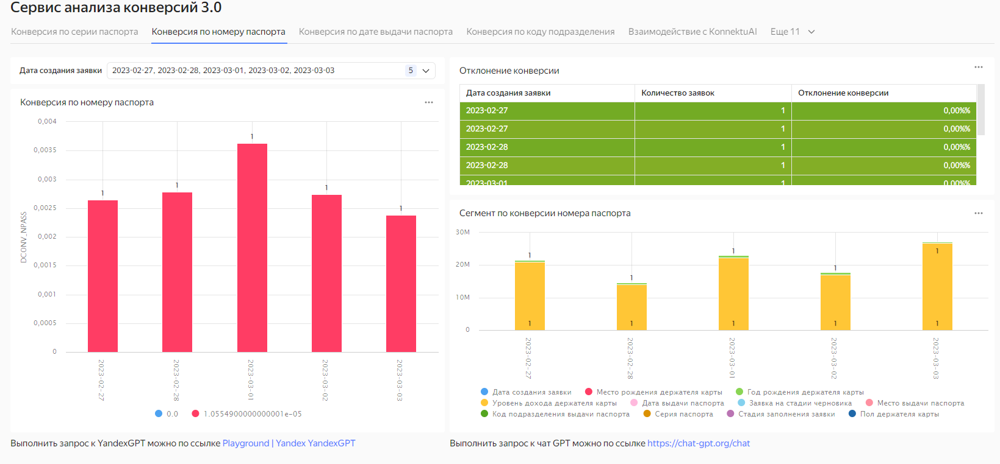 Сервис анализа конверсий 3.0
Конверсия по серии паспорта Конверсия по номеру паспорта Конверсия по дате выдачи паспорта Конверсия по коду подразделения Взаимодействие с KonnektuAI Еще 11
Дата создания заявки 2023-02-27, 2023-02-28, 2023-03-01, 2023-03-02, 2023-03-03 5
Конверсия по номеру паспорта
0,004
0,0035
0,003
0,0025
0,002
0,0015
0,001
0,0005
0
DCONV_NPASS
1 1 1 1 1
2023-02-27 2023-02-28 2023-03-01 2023-03-02 2023-03-03
0.0 1.0554900000000001e-05
Выполнить запрос к YandexGPT можно по ссылке Playground | Yandex YandexGPT
Отклонение конверсии
Дата создания заявки Количество заявок Отклонение конверсии
2023-02-27 1 0,00%%
2023-02-27 1 0,00%%
2023-02-28 1 0,00%%
2023-02-28 1 0,00%%
2023-03-01 1 0,00%%
Сегмент по конверсии номера паспорта
30M
20M
10M
0
1 1 1 1 1
1 1 1 1 1
2023-02-27 2023-02-28 2023-03-01 2023-03-02 2023-03-03
Дата создания заявки Место рождения держателя карты Год рождения держателя карты
Уровень дохода держателя карты Дата выдачи паспорта Заявка на стадии черновика Место выдачи паспорта
Код подразделения выдачи паспорта Серия паспорта Стадия заполнения заявки Пол держателя карты
Выполнить запрос к чат GPT можно по ссылке https://chat-gpt.org/chat